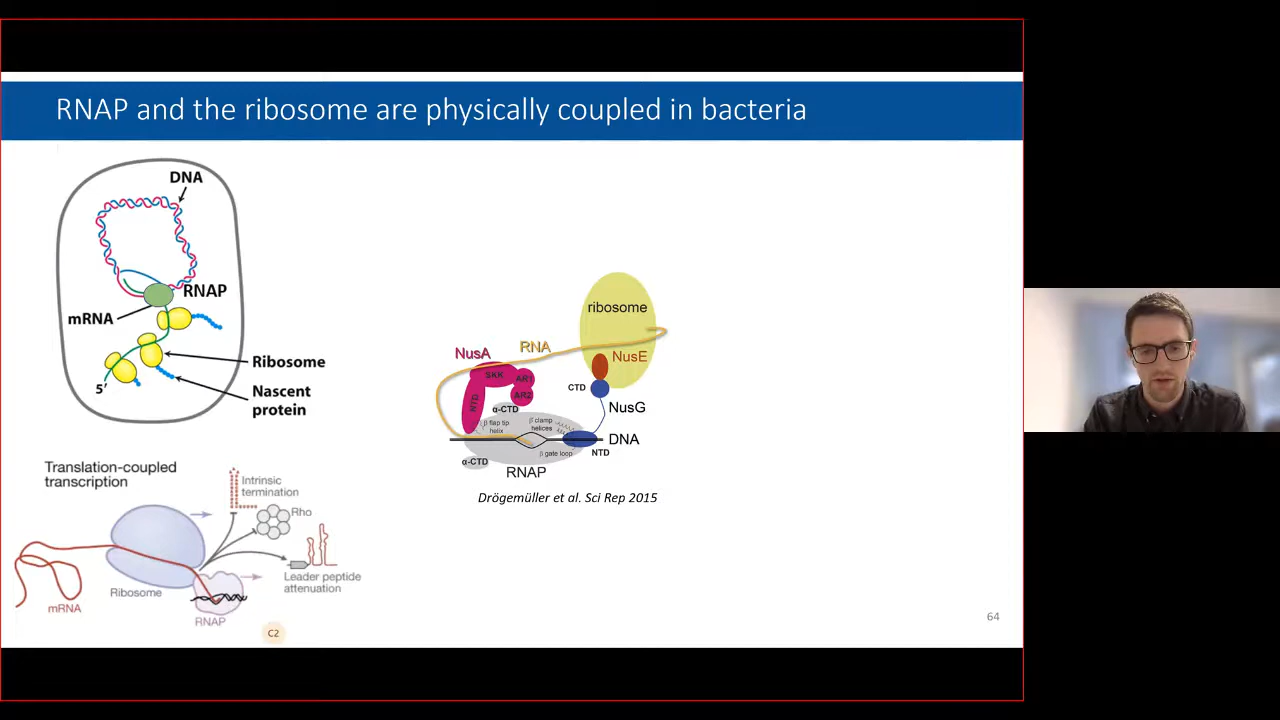 RNAP and the ribosome are physically coupled in bacteria
DNA
RNAP
mRNA
Ribosome
5'
Nascent
protein
Translation-coupled
transcription
Intrinsic
termination
Rho
Leader peptide
attenuation
Ribosome
mRNA
RNAP
C2
ribosome
RNA
NusA
NusE
SKK
AR1
CTD
AR2
NTD
α-CTD
NusG
β flap tip
helix
β' clamp
helices
DNA
β gate loop
NTD
α-CTD
RNAP
Drögemüller et al. Sci Rep 2015
64